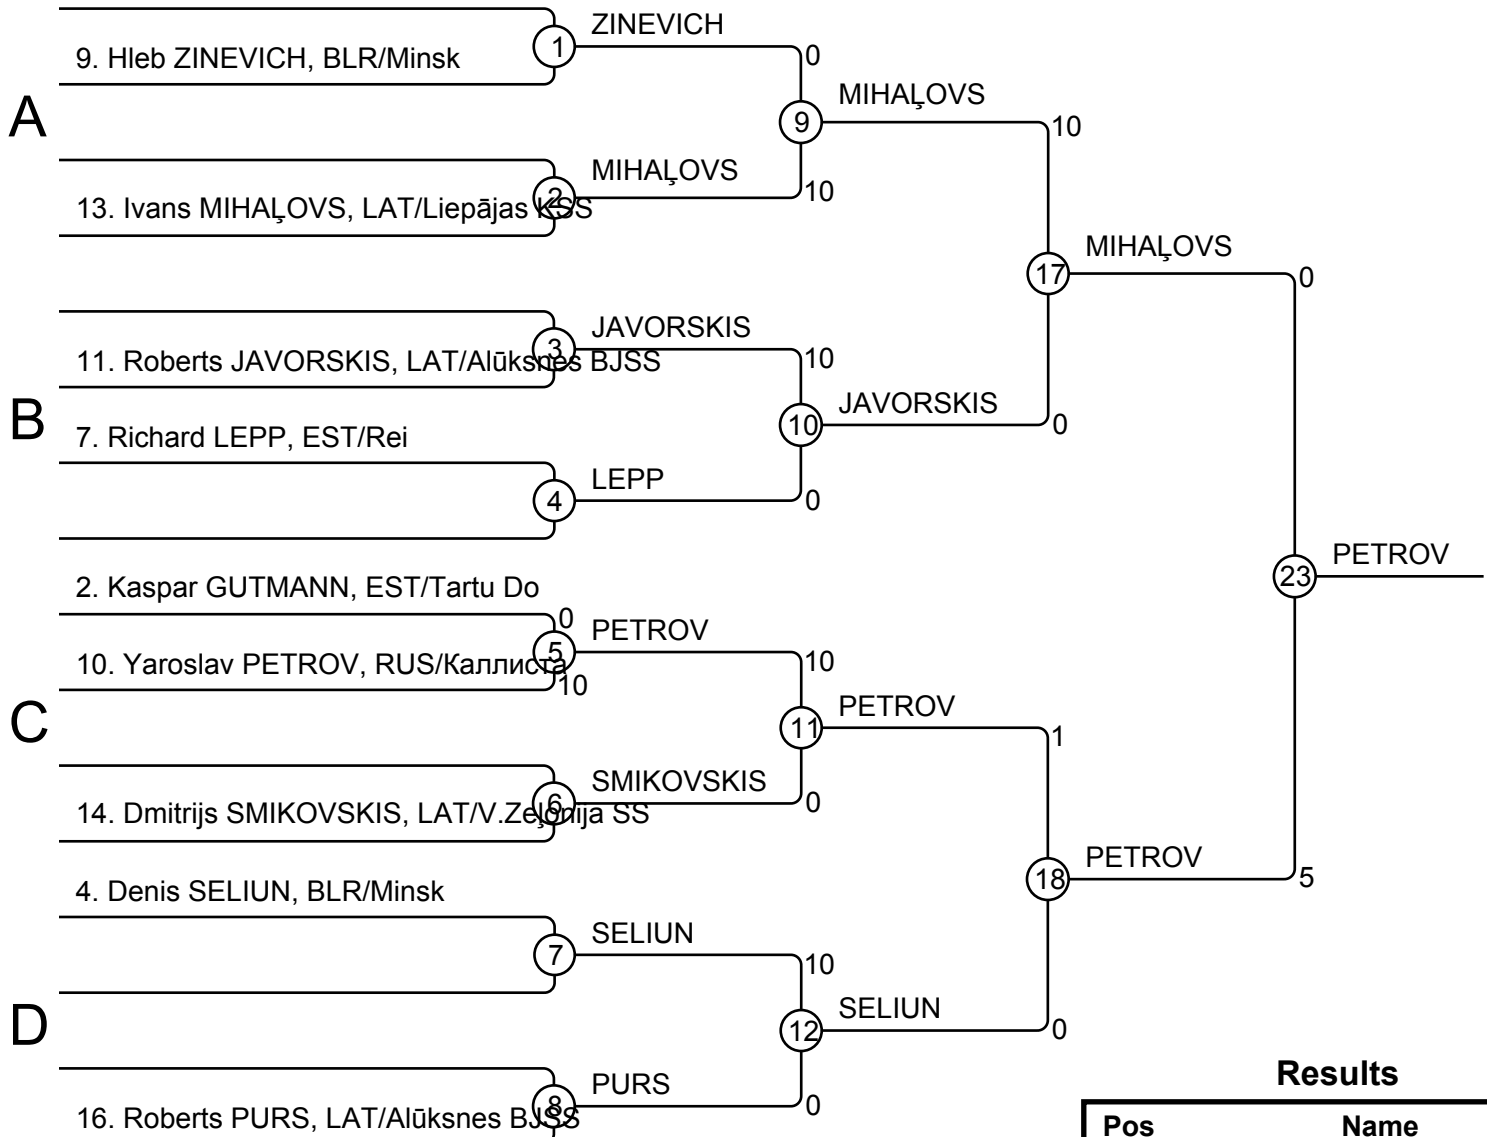 ZINEVICH
9. Hleb ZINEVICH, BLR/Minsk
1
0
A
MIHAĻOVS
9
10
MIHAĻOVS
13. Ivans MIHAĻOVS, LAT/Liepājas KSS
2
10
MIHAĻOVS
17
0
JAVORSKIS
11. Roberts JAVORSKIS, LAT/Alūksnes BJSS
3
10
JAVORSKIS
B
10
0
7. Richard LEPP, EST/Rei
LEPP
4
0
PETROV
23
2. Kaspar GUTMANN, EST/Tartu Do
0
PETROV
5
10. Yaroslav PETROV, RUS/Каллиста
10
10
C
PETROV
11
1
SMIKOVSKIS
14. Dmitrijs SMIKOVSKIS, LAT/V.Zeļonija SS
6
0
PETROV
18
5
4. Denis SELIUN, BLR/Minsk
SELIUN
7
10
D
SELIUN
12
0
PURS
16. Roberts PURS, LAT/Alūksnes BJSS
8
0
Results
Pos Name